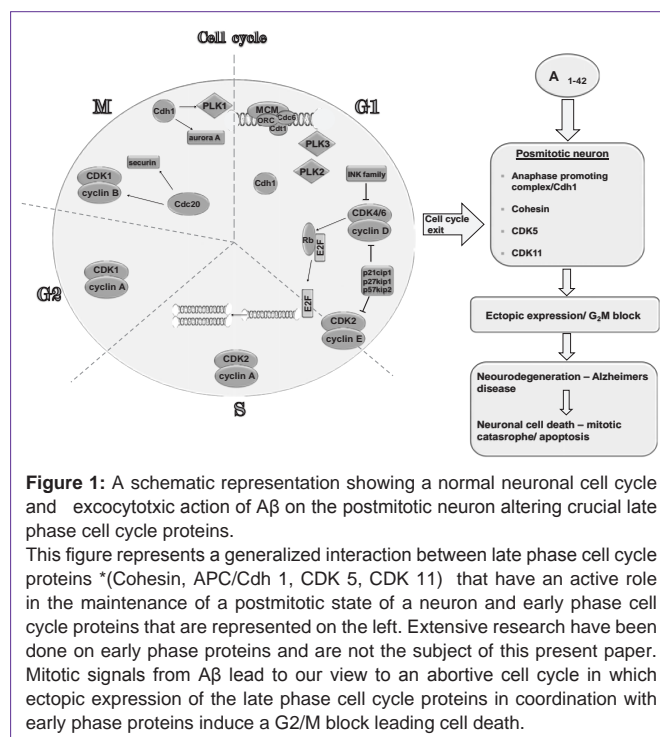 Cell cycle
M
G1
Cdh1
PLK1
aurora A
MCM
ORC
Cdc6
Cdt1
PLK3
PLK2
Cdh1
INK family
securin
CDK1
cyclin B
Cdc20
CDK4/6
cyclin D
Rb
E2F
p21cip1
p27kip1
p57kip2
CDK1
cyclin A
G2
E2F
CDK2
cyclin E
CDK2
cyclin A
S
Cell cycle
exit
A 1-42
Posmitotic neuron
Anaphase promoting
complex/Cdh1
Cohesin
CDK5
CDK11
Ectopic expression/ G2M block
Neourodegeneration – Alzheimers
disease
Neuronal cell death – mitotic
catasrophe/ apoptosis
Figure 1: A schematic representation showing a normal neuronal cell cycle
and excocytotxic action of Aβ on the postmitotic neuron altering crucial late
phase cell cycle proteins.
This figure represents a generalized interaction between late phase cell cycle
proteins *(Cohesin, APC/Cdh 1, CDK 5, CDK 11) that have an active role
in the maintenance of a postmitotic state of a neuron and early phase cell
cycle proteins that are represented on the left. Extensive research have been
done on early phase proteins and are not the subject of this present paper.
Mitotic signals from Aβ lead to our view to an abortive cell cycle in which
ectopic expression of the late phase cell cycle proteins in coordination with
early phase proteins induce a G2/M block leading cell death.